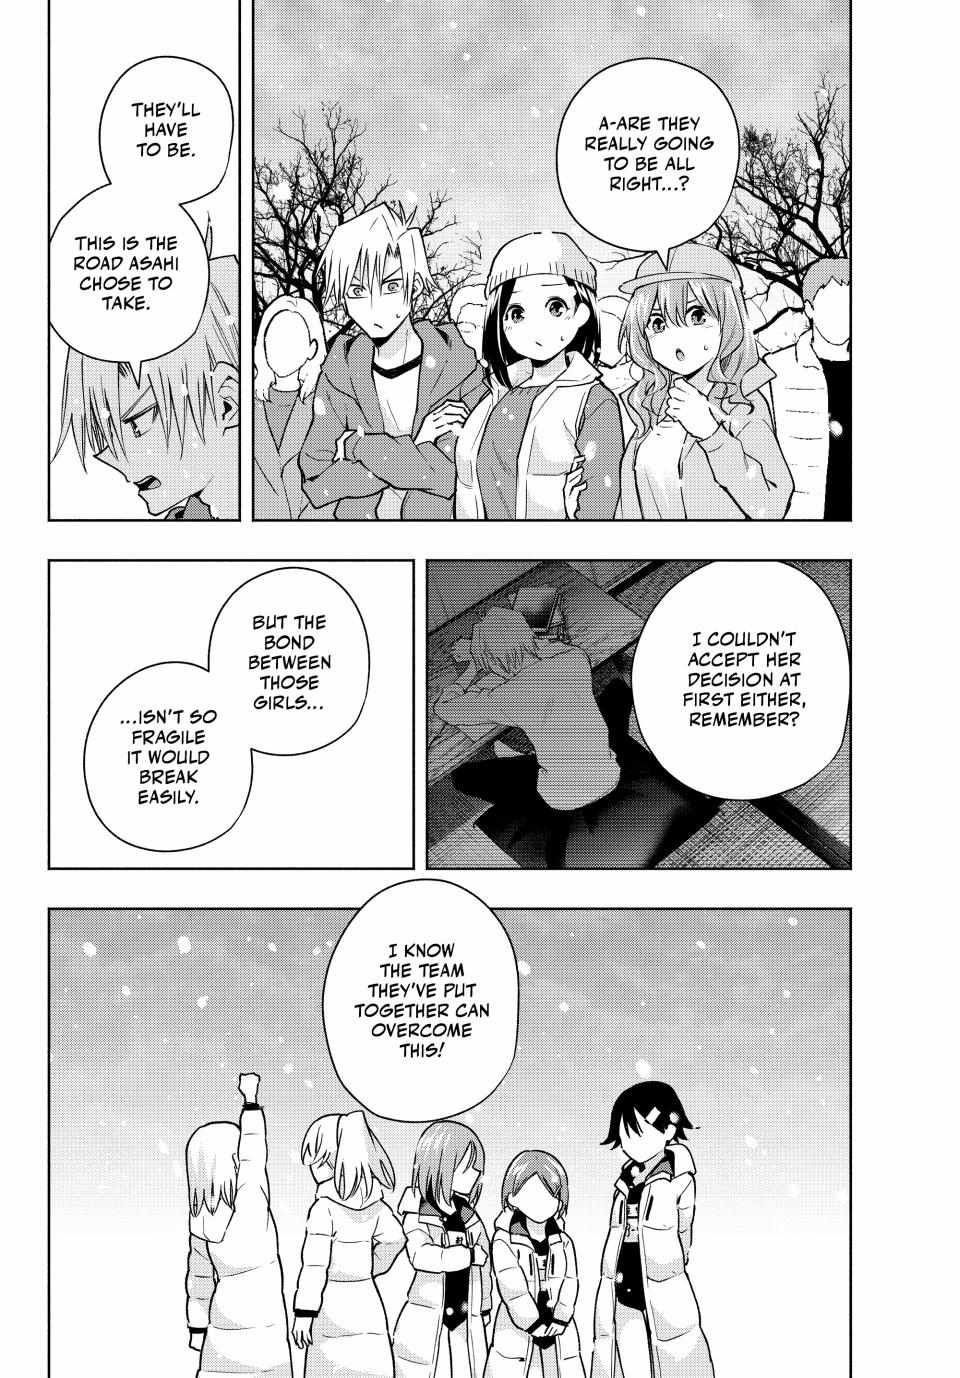 A-ARE THEY
REALLY GOING
TO BE ALL
RIGHT...?
THEY'LL
HAVE
TO BE.
THIS IS THE
ROAD ASAHI
CHOSE TO
TAKE.
I COULDN'T
ACCEPT HER
DECISION AT
FIRST EITHER,
REMEMBER?
BUT THE
BOND
BETWEEN
THOSE
GIRLS...
...ISN'T SO
FRAGILE
IT WOULD
BREAK
EASILY.
I KNOW
THE TEAM
THEY'VE PUT
TOGETHER CAN
OVERCOME
THIS!